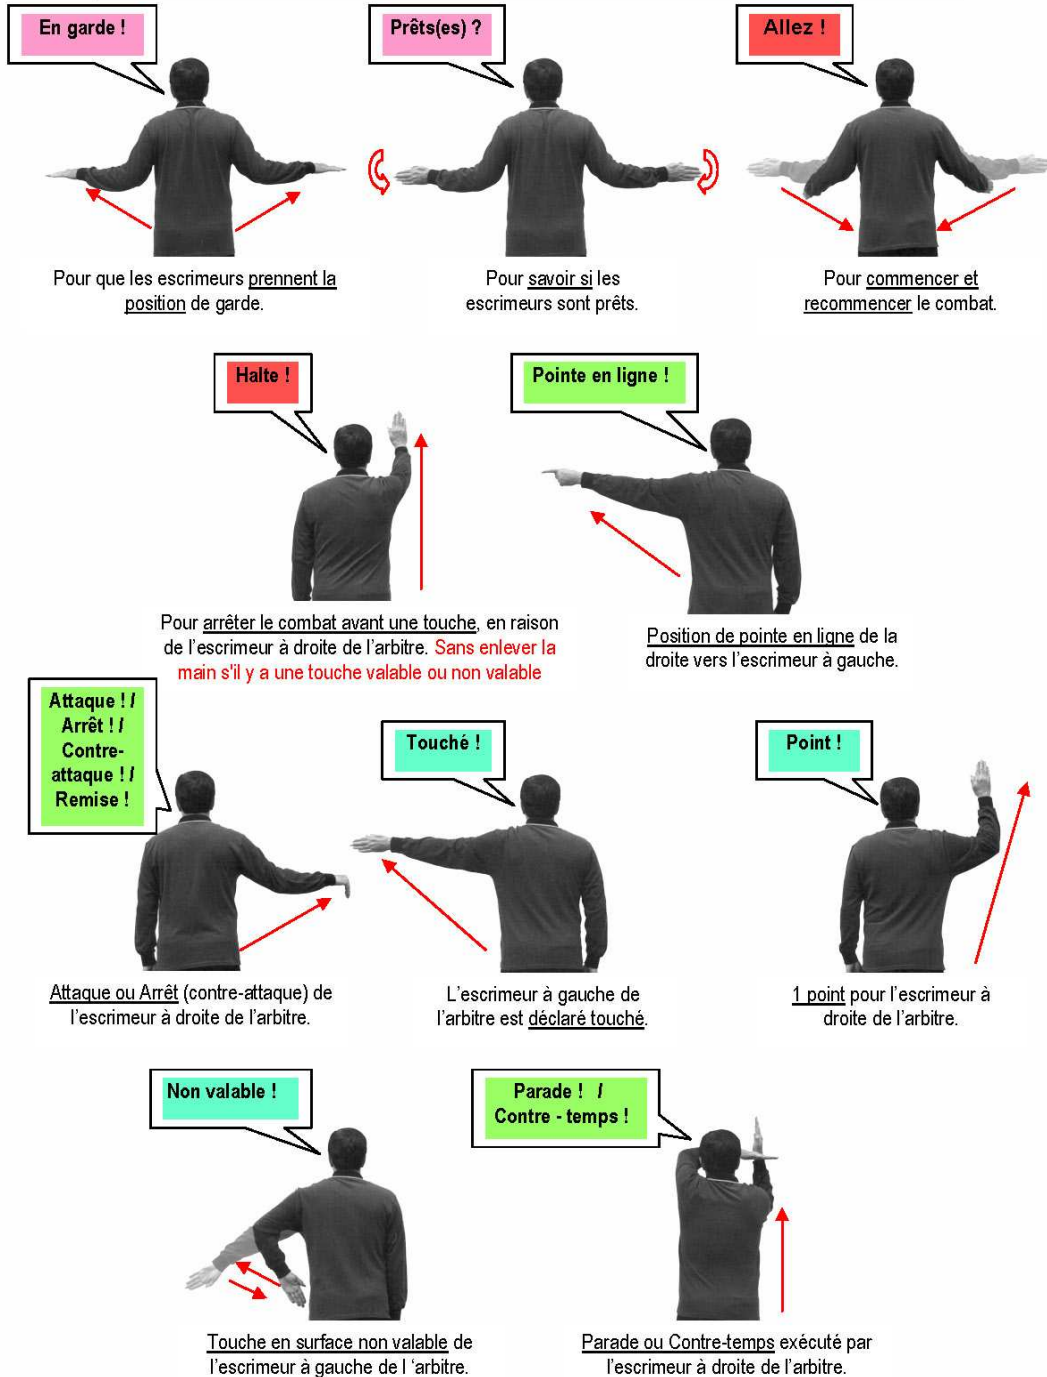 En garde !
Prêts(es) ?
Allez !
Pour que les escrimeurs prennent la
position de garde.
Pour savoir si les
escrimeurs sont prêts.
Pour commencer et
recommencer le combat.
Halte !
Pointe en ligne !
Pour arrêter le combat avant une touche, en raison
de l'escrimeur à droite de l'arbitre. Sans enlever la
main s'il y a une touche valable ou non valable
Position de pointe en ligne de la
droite vers l'escrimeur à gauche.
Attaque ! /
Arrêt ! /
Contre-
attaque ! /
Remise !
Touché !
Point !
Attaque ou Arrêt (contre-attaque) de
l'escrimeur à droite de l'arbitre.
L'escrimeur à gauche de
l'arbitre est déclaré touché.
1 point pour l'escrimeur à
droite de l'arbitre.
Non valable !
Parade ! /
Contre - temps !
Touche en surface non valable de
l'escrimeur à gauche de l 'arbitre.
Parade ou Contre-temps exécuté par
l'escrimeur à droite de l'arbitre.